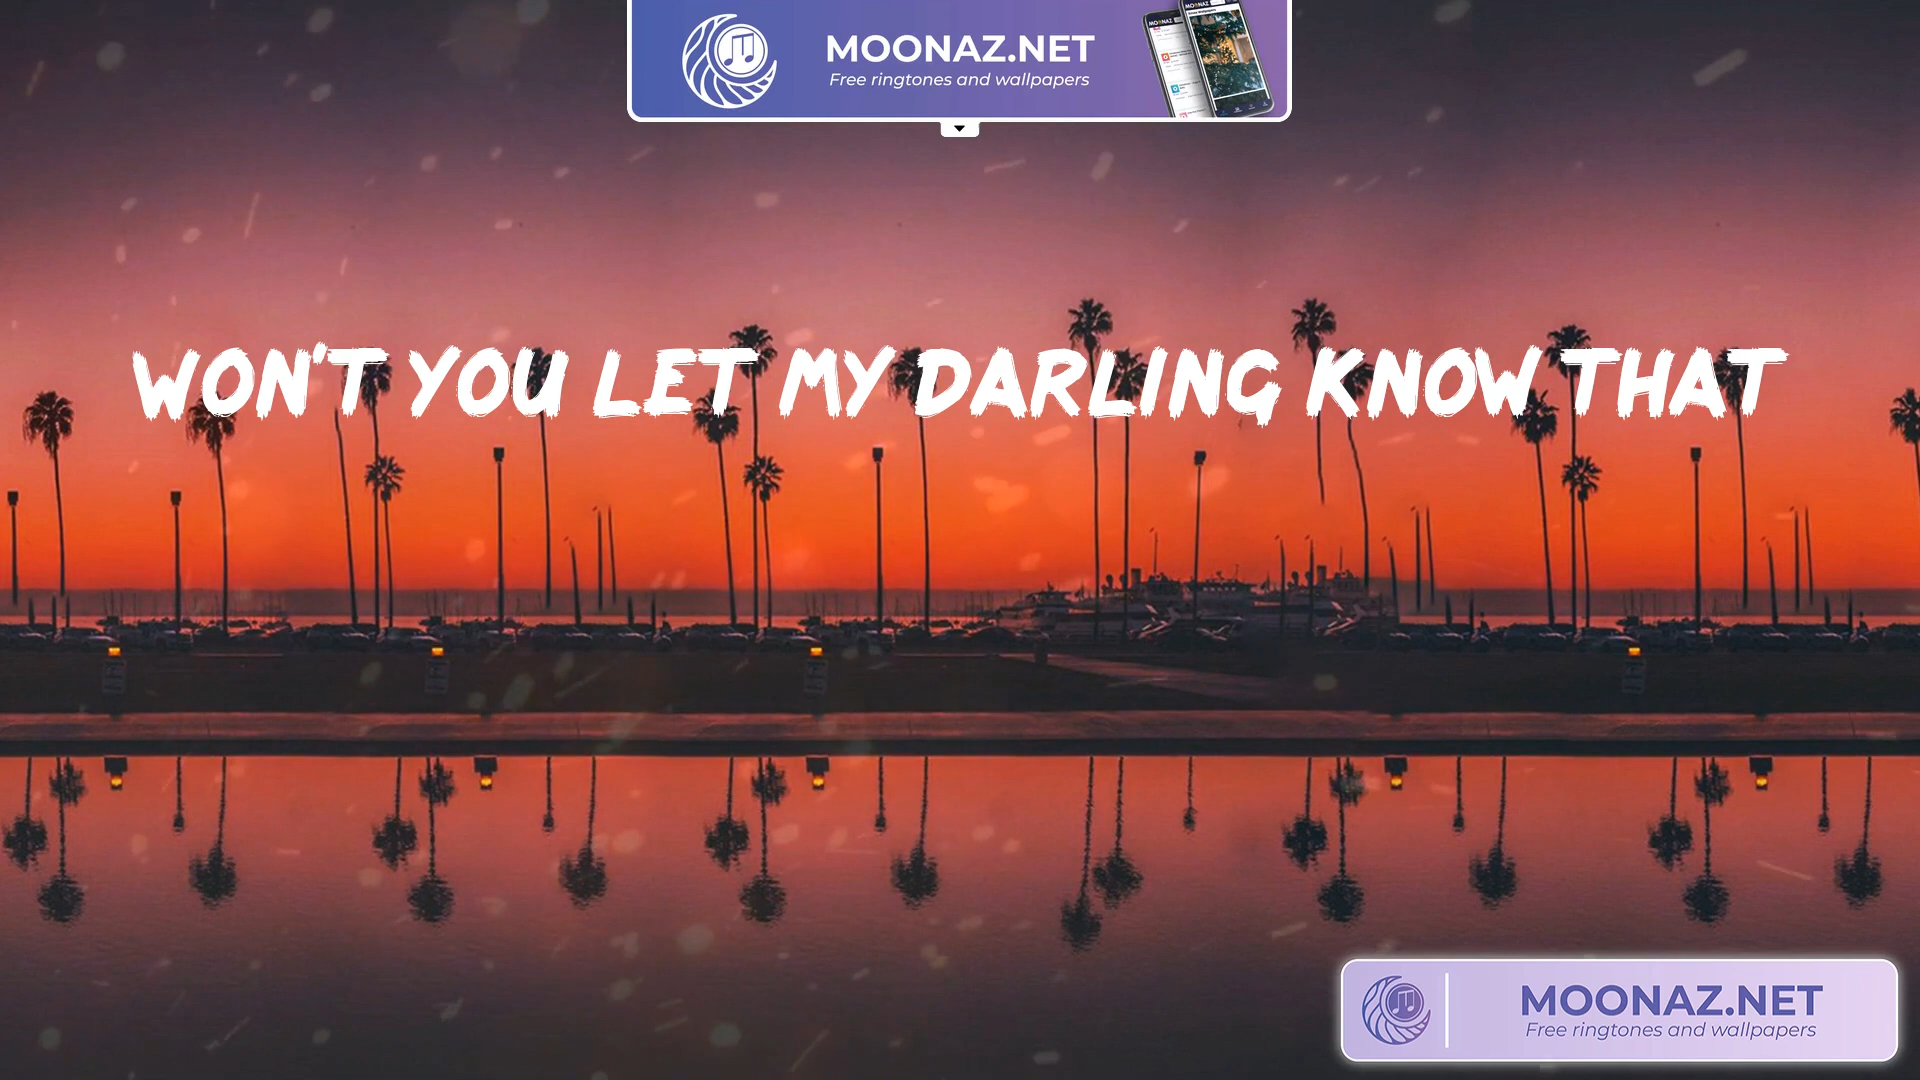 MOONAZ.NET
Free ringtones and wallpapers
WON'T YOU LET MY DARLING KNOW THAT
MOONAZ.NET
Free ringtones and wallpapers